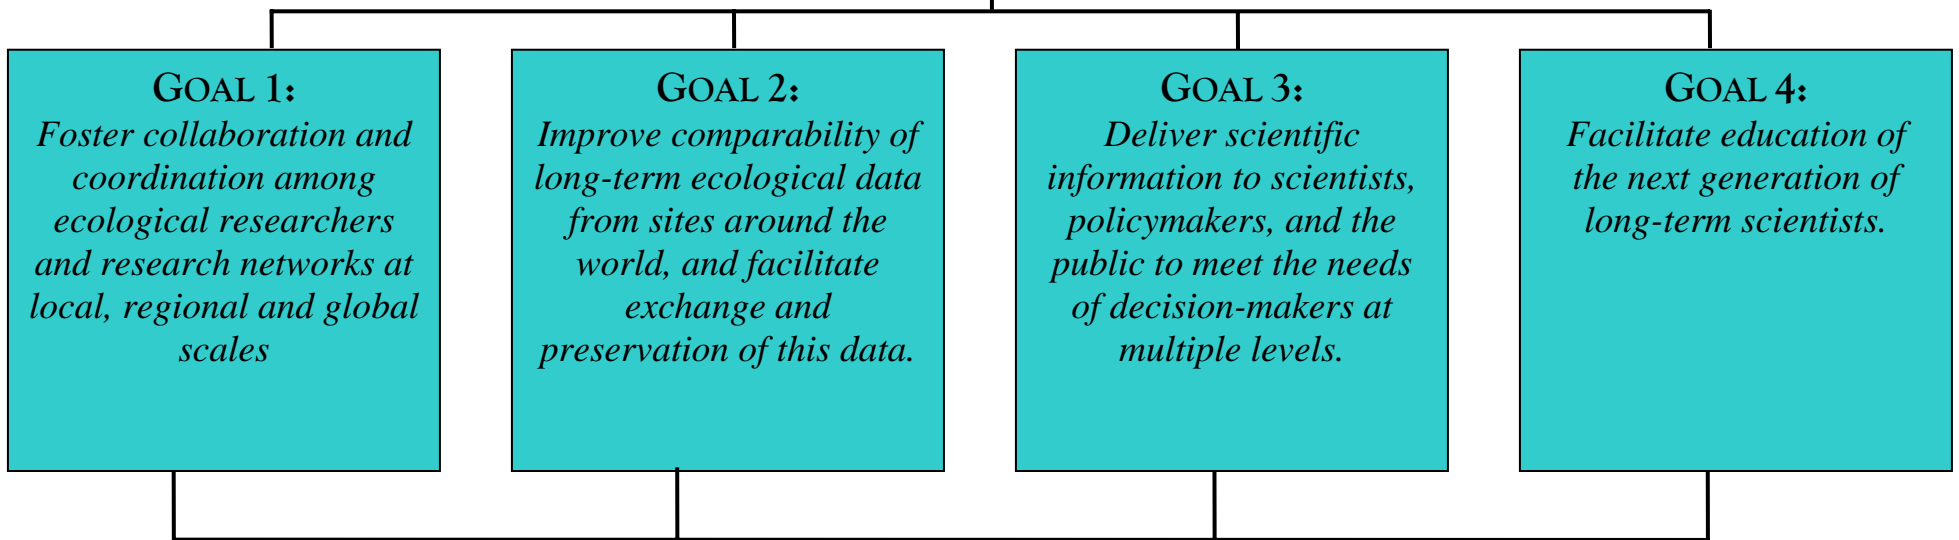 GOAL 1:
Foster collaboration and
coordination among
ecological researchers
and research networks at
local, regional and global
scales
GOAL 2:
Improve comparability of
long-term ecological data
from sites around the
world, and facilitate
exchange and
preservation of this data.
GOAL 3:
Deliver scientific
information to scientists,
policymakers, and the
public to meet the needs
of decision-makers at
multiple levels.
GOAL 4:
Facilitate education of
the next generation of
long-term scientists.